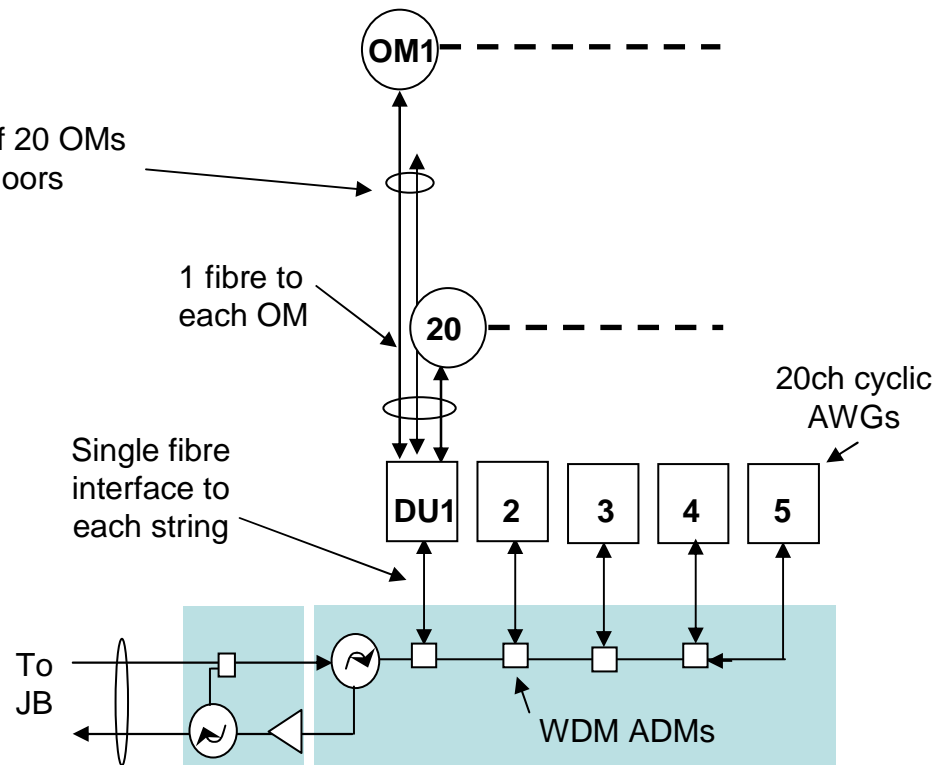 OM1
20 OMs
1 fibre to
each OM
20
20ch cyclic
AWGs
Single fibre
interface to
each string
DU1
2
3
4
5
To
JB
WDM ADMs